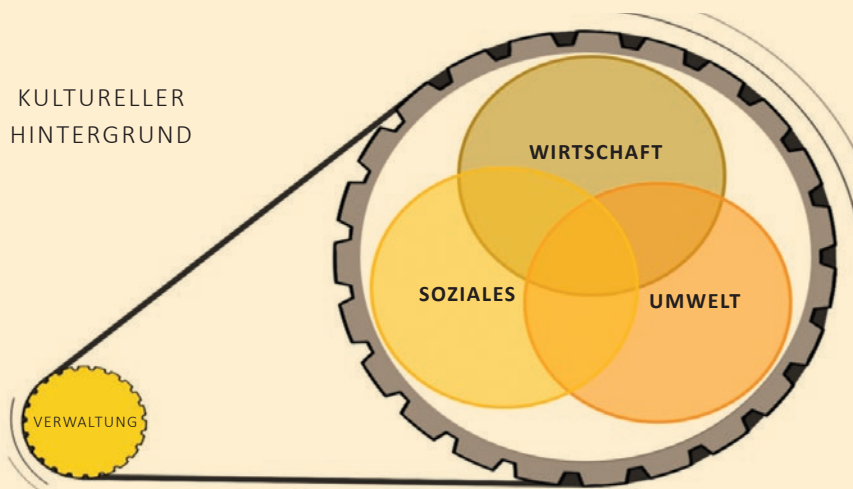 KULTURELLER
HINTERGRUND
WIRTSCHAFT
SOZIALES
UMWELT
VERWALTUNG